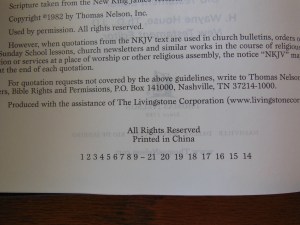 Scripture taken from the New King James
Copyright ©1982 by Thomas Nelson, Inc.
Used by permission. All rights reserved.
However, when quotations from the NKJV text are used in church bulletins, orders o
unday School lessons, church newsletters and similar works in the course of religious
ion or services at a place of worship or other religious assembly, the notice "NKJV" m
at the end of each quotation.
For quotation requests not covered by the above guidelines, write to Thomas Nelson
ers, Bible Rights and Permissions, P.O. Box 141000, Nashville, TN 37214-1000.
Produced with the assistance of The Livingstone Corporation (www.livingstonecor
All Rights Reserved
Printed in China
1 2 3 4 5 6 7 8 9 – 21 20 19 18 17 16 15 14